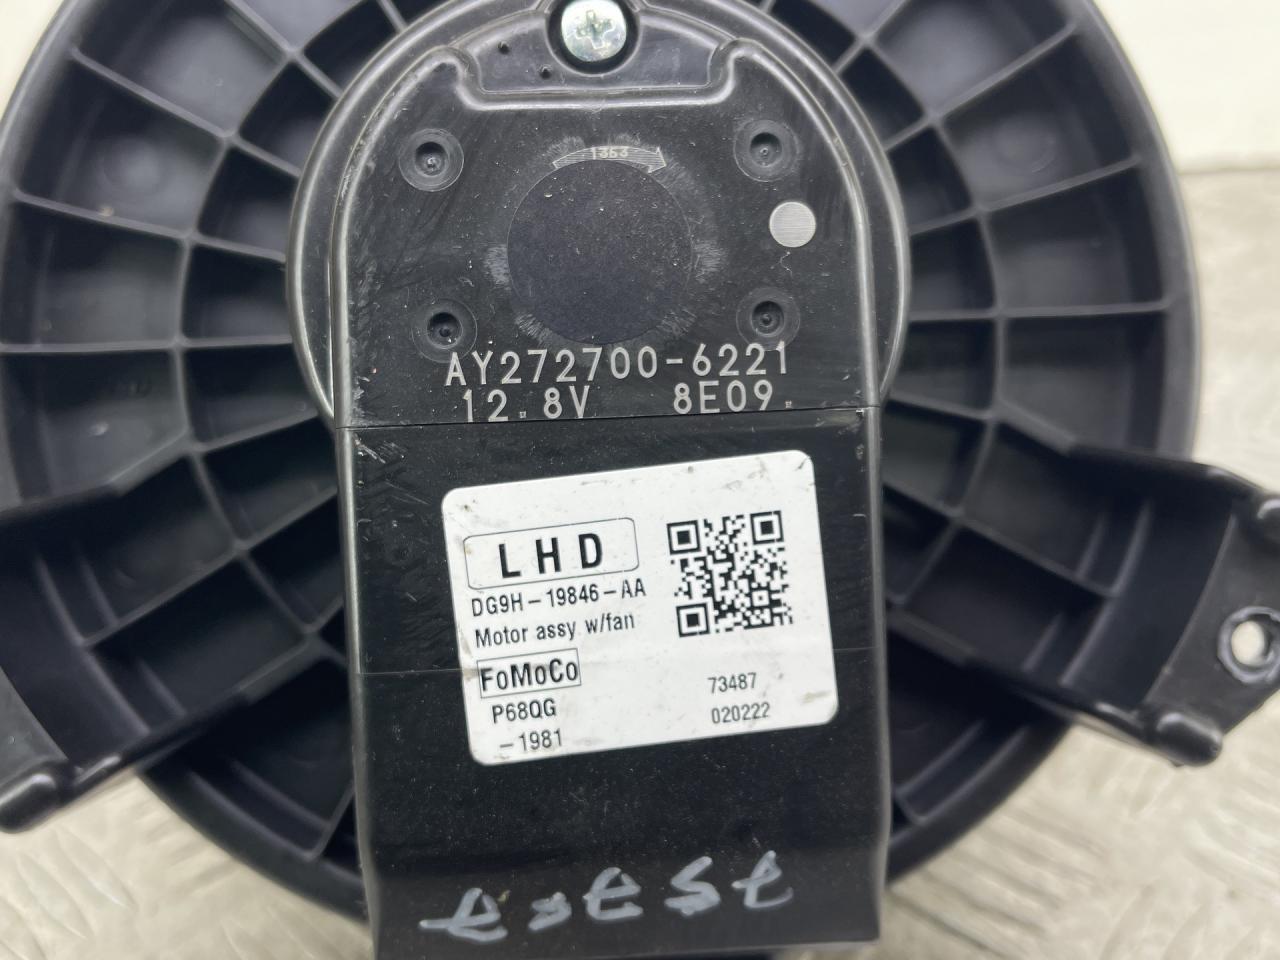 1353
AY272700-6221
12.8V 8E09.
LHD
DG9H-19846-AA
Motor assy w/fan
FoMoCo
P68QG
-1981
73487
020222